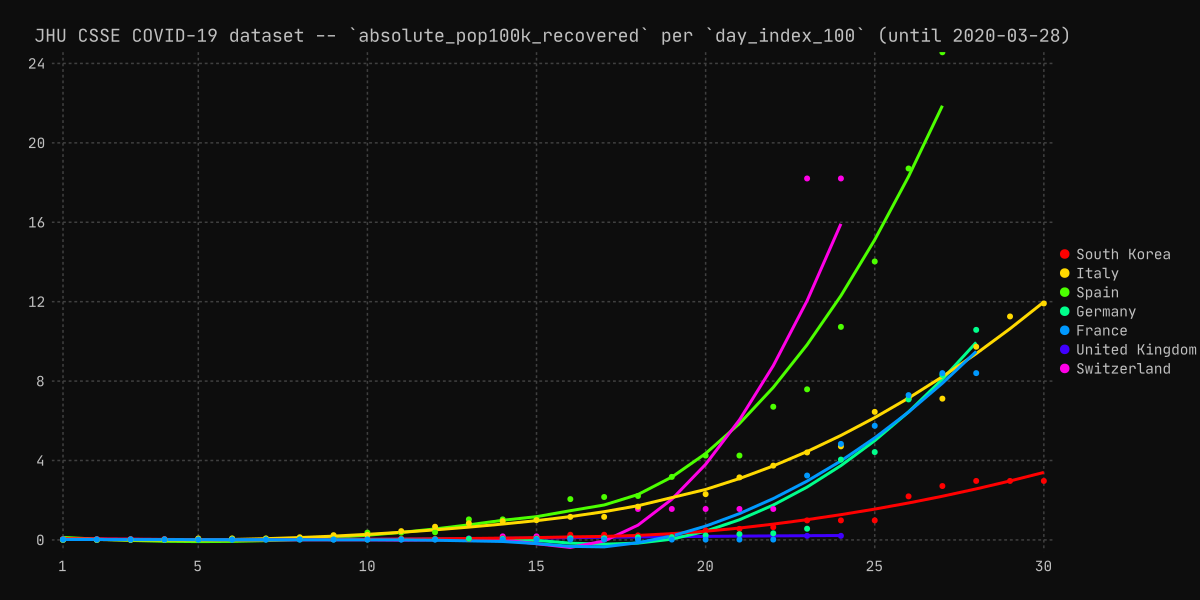 JHU CSSE COVID-19 dataset -- `absolute_pop100k_recovered` per `day_index_100` (until 2020-03-28)
24
20
16
12
8
4
0
1 5 10 15 20 25 30
South Korea
Italy
Spain
Germany
France
United Kingdom
Switzerland